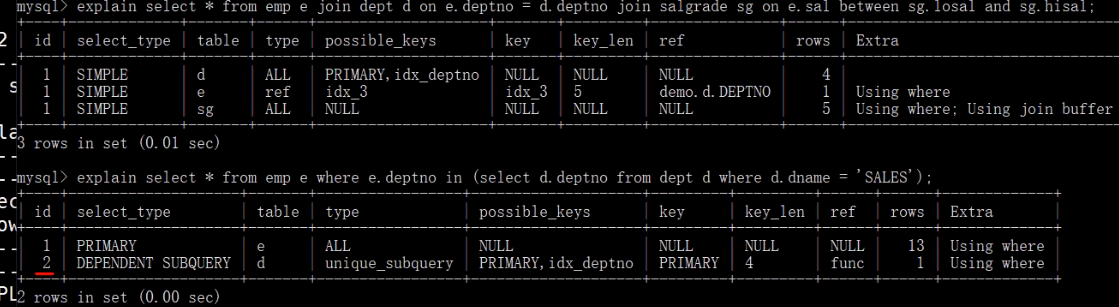 mysql> explain select * from emp e join dept d on e.deptno = d.deptno join salgrade sg on e.sal between sg.losal and sg.hisal;
| id | select_type | table | type | possible_keys | key | key_len | ref | rows | Extra
| 1 | SIMPLE | d | ALL | PRIMARY,idx_deptno | NULL | NULL | NULL | 4 |
| 1 | SIMPLE | e | ref | idx_3 | idx_3 | 5 | demo.d.DEPTNO | 1 | Using where
| 1 | SIMPLE | sg | ALL | NULL | NULL | NULL | NULL | 5 | Using where; Using join buffer
3 rows in set (0.01 sec)
mysql> explain select * from emp e where e.deptno in (select d.deptno from dept d where d.dname = 'SALES');
| id | select_type | table | type | possible_keys | key | key_len | ref | rows | Extra |
| 1 | PRIMARY | e | ALL | NULL | NULL | NULL | NULL | 13 | Using where |
| 2 | DEPENDENT SUBQUERY | d | unique_subquery | PRIMARY,idx_deptno | PRIMARY | 4 | func | 1 | Using where |
2 rows in set (0.00 sec)